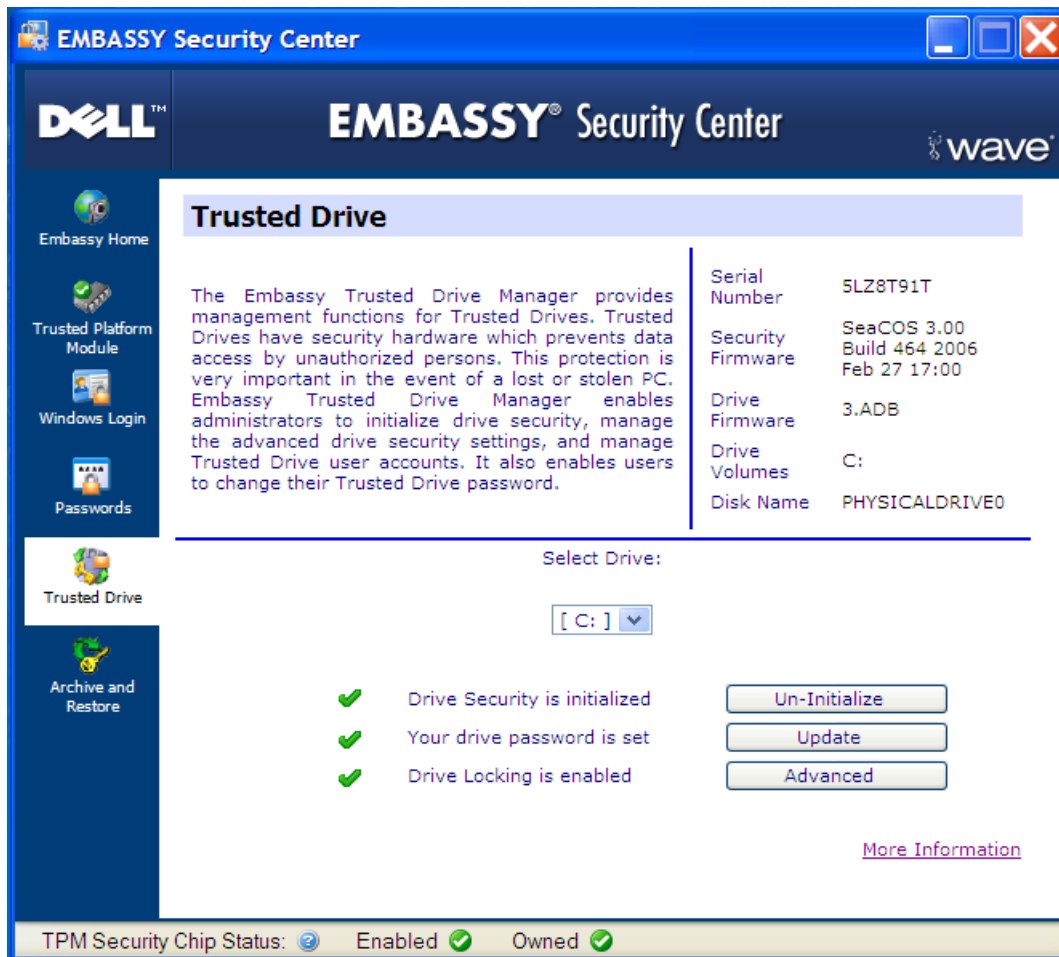 EMBASSY Security Center
DELL™
EMBASSY® Security Center
wave
Embassy Home
Trusted Platform
Module
Windows Login
Passwords
Trusted Drive
Archive and
Restore
Trusted Drive
The Embassy Trusted Drive Manager provides
management functions for Trusted Drives. Trusted
Drives have security hardware which prevents data
access by unauthorized persons. This protection is
very important in the event of a lost or stolen PC.
Embassy Trusted Drive Manager enables
administrators to initialize drive security, manage
the advanced drive security settings, and manage
Trusted Drive user accounts. It also enables users
to change their Trusted Drive password.
Serial
Number
5LZ8T91T
Security
Firmware
SeaCOS 3.00
Build 464 2006
Feb 27 17:00
Drive
Firmware
3.ADB
Drive
Volumes
C:
Disk Name
PHYSICALDRIVE0
Select Drive:
[ C: ]
Drive Security is initialized
Un-Initialize
Your drive password is set
Update
Drive Locking is enabled
Advanced
More Information
TPM Security Chip Status: ? Enabled Owned